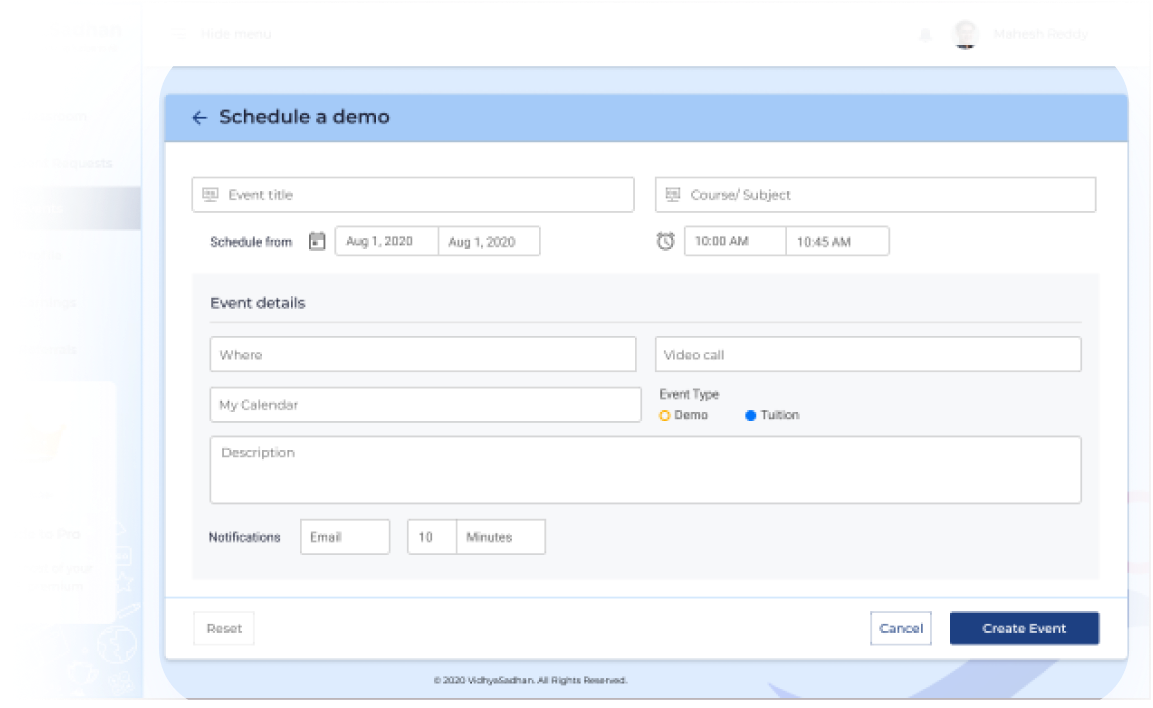 Hide menu
Mahesh Reddy
Schedule a demo
Event title
Course/ Subject
Schedule from
Aug 1, 2020
Aug 1, 2020
10:00 AM
10:45 AM
Event details
Where
Video call
My Calendar
Event Type
Demo
Tuition
Description
Notifications
Email
10
Minutes
Reset
Cancel
Create Event
© 2020 VidhyaSadhan. All Rights Reserved.